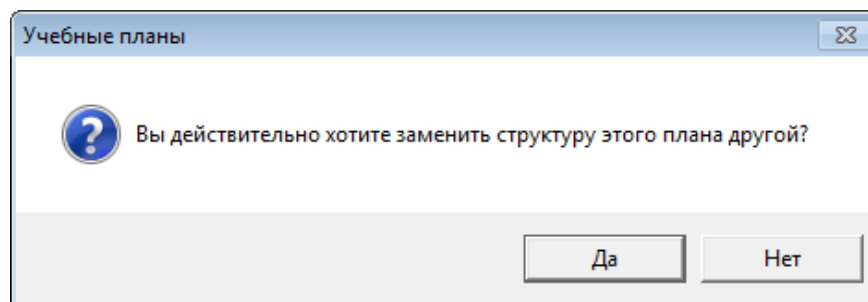 Учебные планы
Вы действительно хотите заменить структуру этого плана другой?
Да
Нет